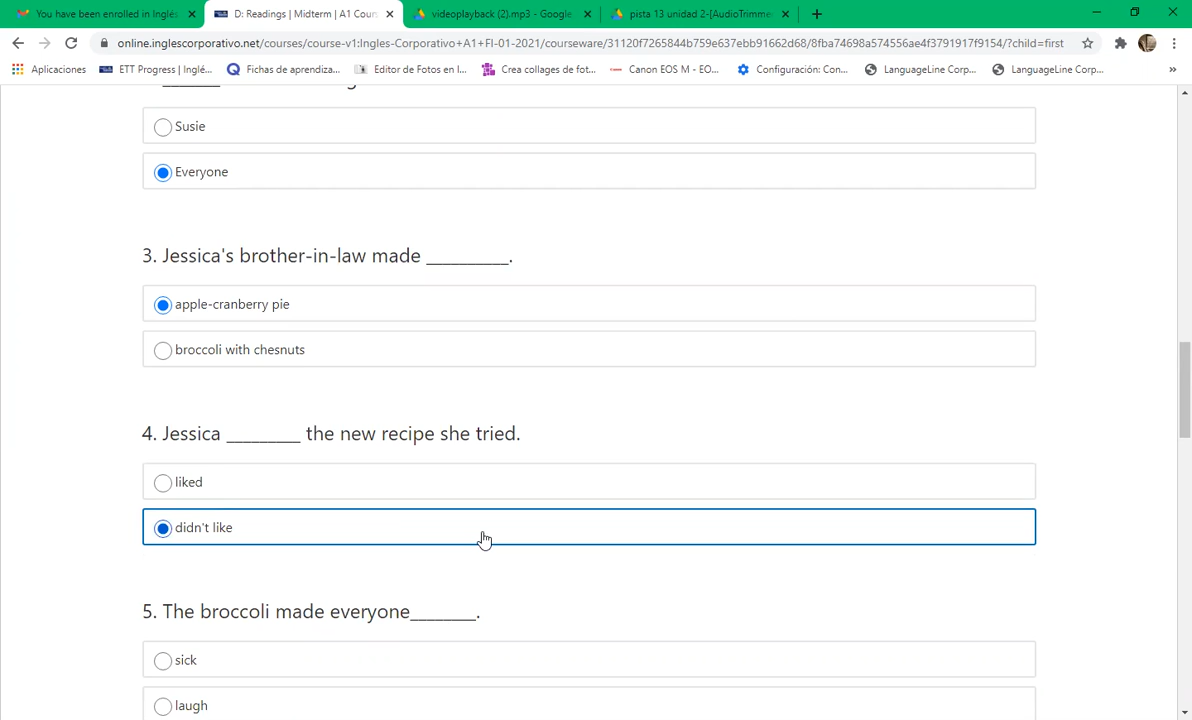 You have been enrolled in Inglés
D: Readings | Midterm | A1 Cours
videoplayback (2).mp3 - Google
pista 13 unidad 2-[AudioTrimmer
online.inglescorporativo.net/courses/course-v1:Ingles-Corporativo+A1+FI-01-2021/courseware/31120f7265844b759e637ebb91662d68/8fba74698a574556ae4f3791917f9154/?child=first
Aplicaciones
ETT Progress | Inglé...
Fichas de aprendiza...
Editor de Fotos en l...
Crea collages de fot...
Canon EOS M - EO...
Configuración: Con...
LanguageLine Corp...
LanguageLine Corp...
»
Susie
Everyone
3. Jessica's brother-in-law made _________.
apple-cranberry pie
broccoli with chesnuts
4. Jessica ________ the new recipe she tried.
liked
didn't like
5. The broccoli made everyone_______.
sick
laugh